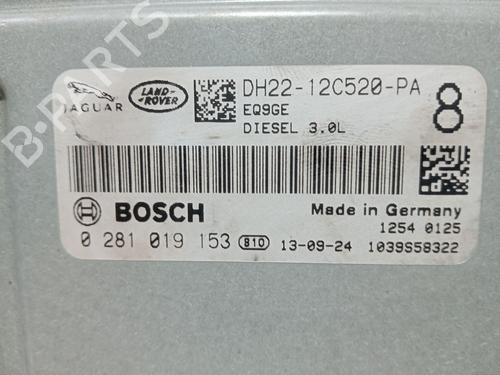 B-PARTS
JAGUAR
LAND-
ROVER
DH22-12C520-PA
EQ9GE
DIESEL 3.0L
8
BOSCH
Made in Germany
1254 0125
0 281 019 153 B10 13-09-24 1039S58322